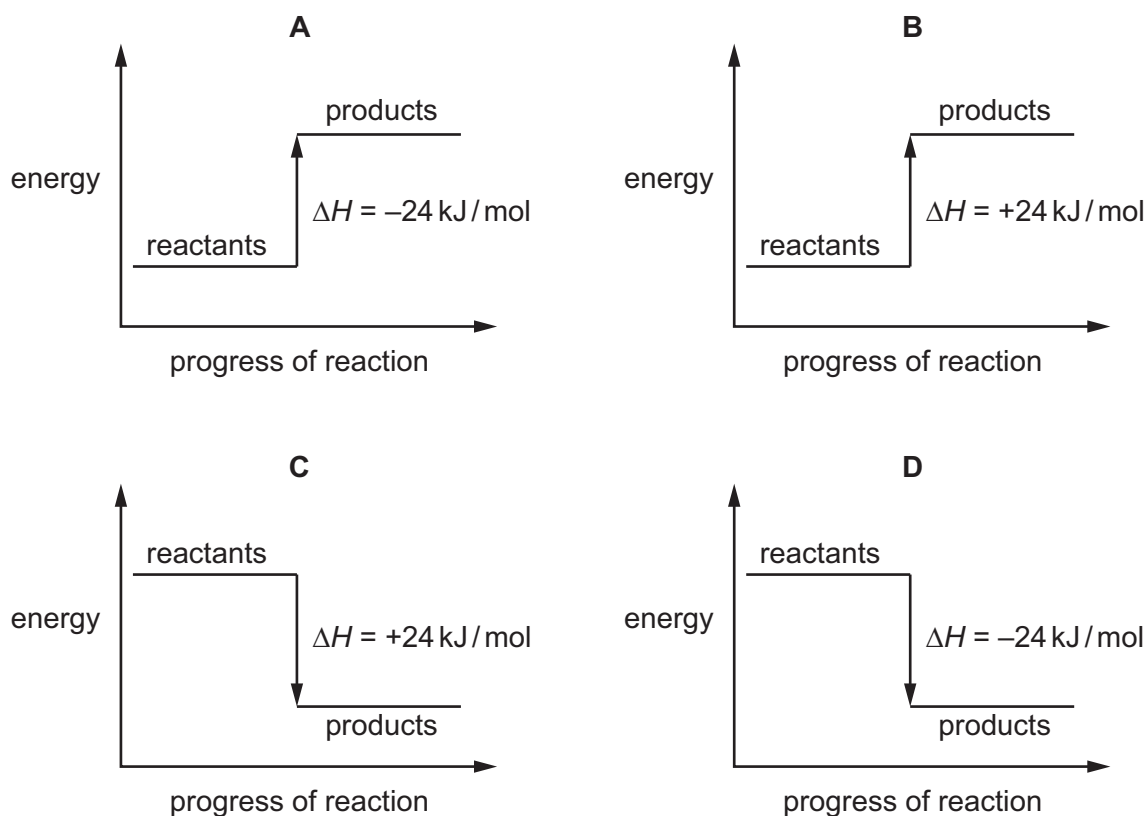 A
products
energy
ΔH = –24 kJ / mol
reactants
progress of reaction
B
products
energy
ΔH = +24 kJ / mol
reactants
progress of reaction
C
reactants
energy
ΔH = +24 kJ / mol
products
progress of reaction
D
reactants
energy
ΔH = –24 kJ / mol
products
progress of reaction